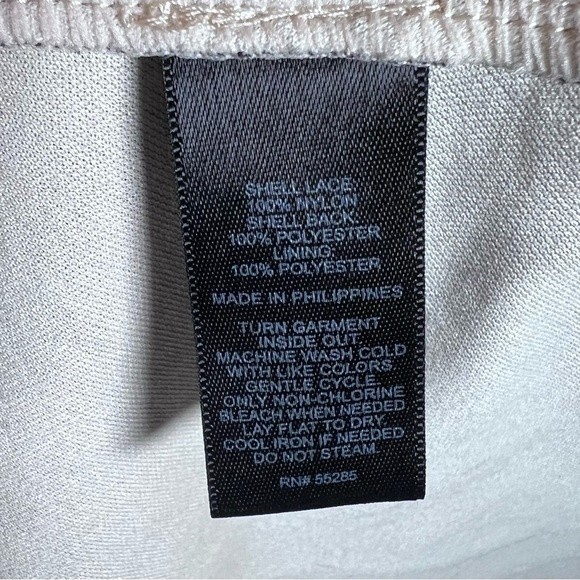 SHELL LACE
100% NYLON
SHELL BACK
100% POLYESTER
LINING:
100% POLYESTER
MADE IN PHILIPPINES
TURN GARMENT
INSIDE OUT
MACHINE WASH COLD
WITH LIKE COLORS
GENTLE CYCLE
ONLY NON-CHLORINE
BLEACH WHEN NEEDED
LAY FLAT TO DRY
COOL IRON IF NEEDED
DO NOT STEAM.
RN# 55285